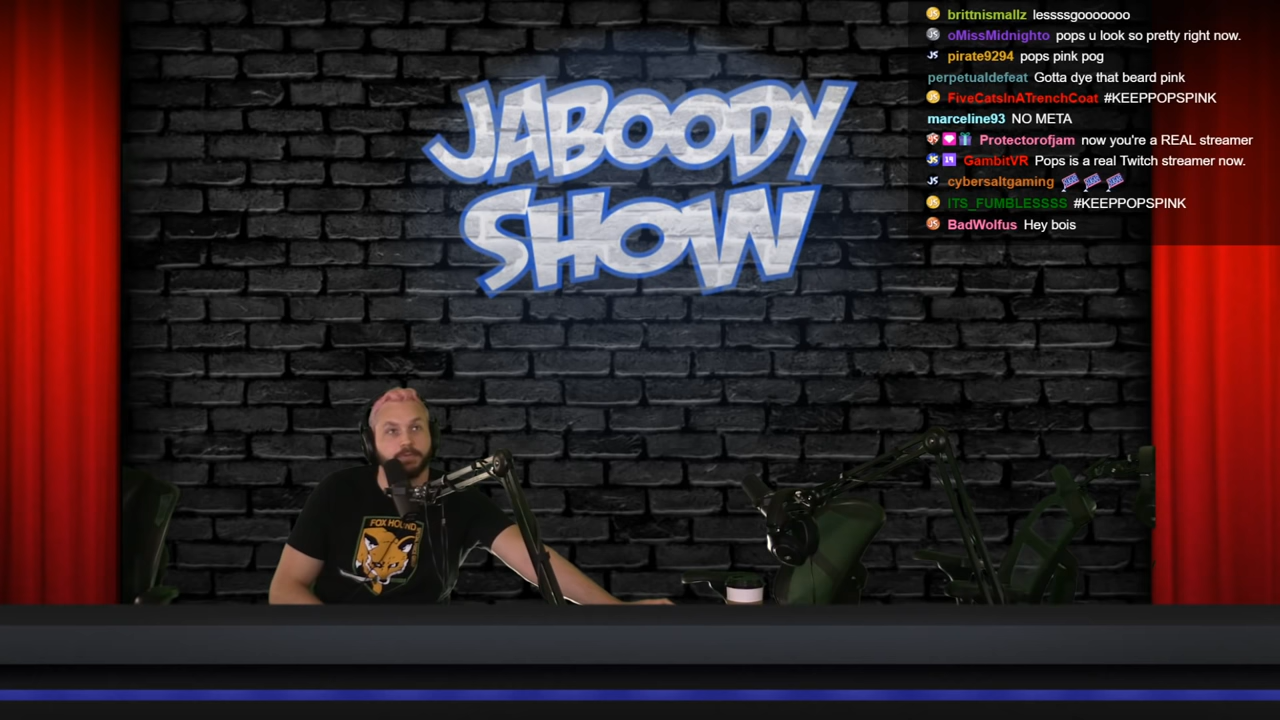 brittnismallz lessssgooooooo
oMissMidnighto pops u look so pretty right now.
pirate9294 pops pink pog
perpetualdefeat Gotta dye that beard pink
FiveCatsInATrenchCoat #KEEPPOPSPINK
marceline93 NO META
Protectorofjam now you're a REAL streamer
GambitVR Pops is a real Twitch streamer now.
cybersaltgaming
ITS_FUMBLESSSS #KEEPPOPSPINK
BadWolfus Hey bois
JABOODY
SHOW
FOX HOUND